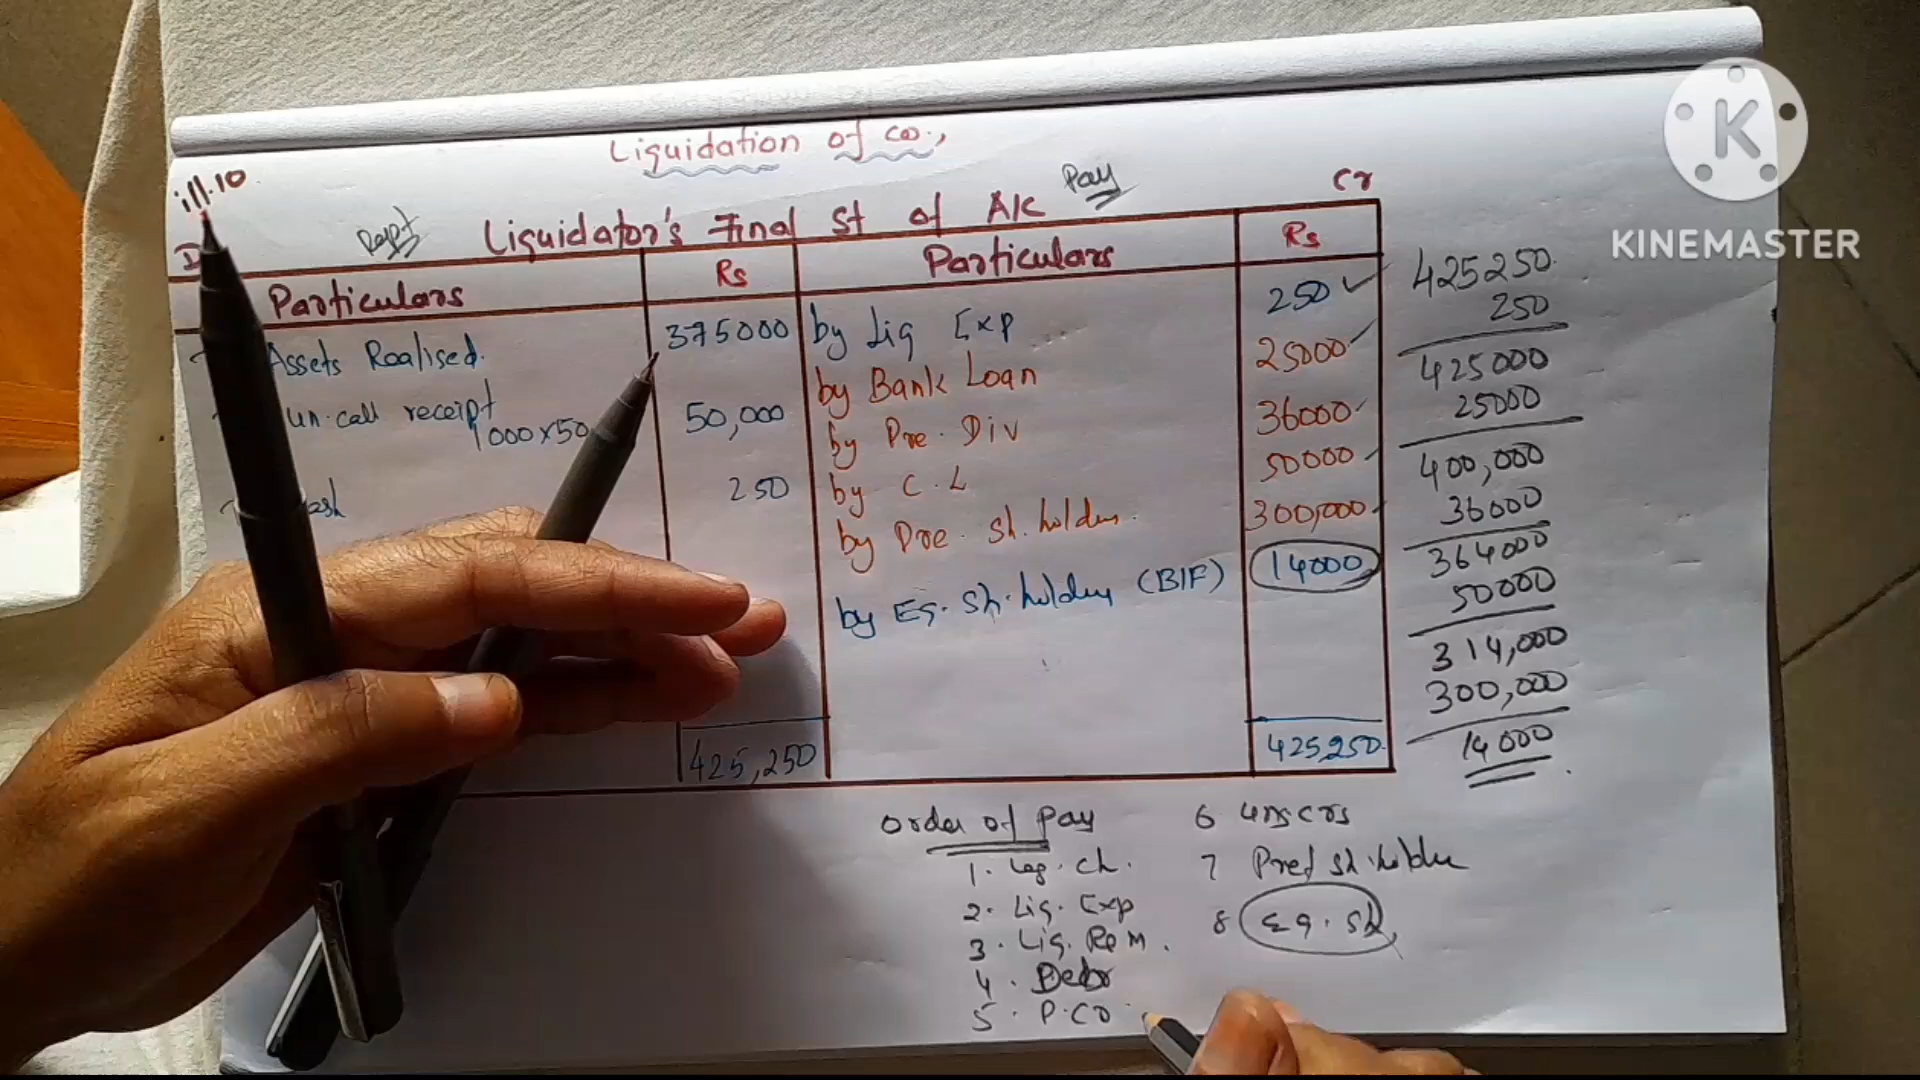 Liquidation of co.,
ill.10
Pay
Cr
Rept
Liquidator's Final St of A/c
Particulars
Rs
Particulars
Rs
Assets Realised.
375000
un.call receipt
1000x50
50,000
250
425,250
by Liq Exp ...
250
by Bank Loan
25000
by Pre. Div
36000
by C. L
50000
by Pre. Sh. holders.
300,000
by Eq. Sh. holders (B/F)
14000
425,250
425250
250
425000
25000
400,000
36000
364000
50000
314,000
300,000
14000
Order of Pay
1. Leg. Ch.
2. Liq. Exp
3. Liq. Rem.
4. Debr
5. P. Cr
6 uns crs
7 Pref sh. holder
8 Eq. sh,
K
KINEMASTER